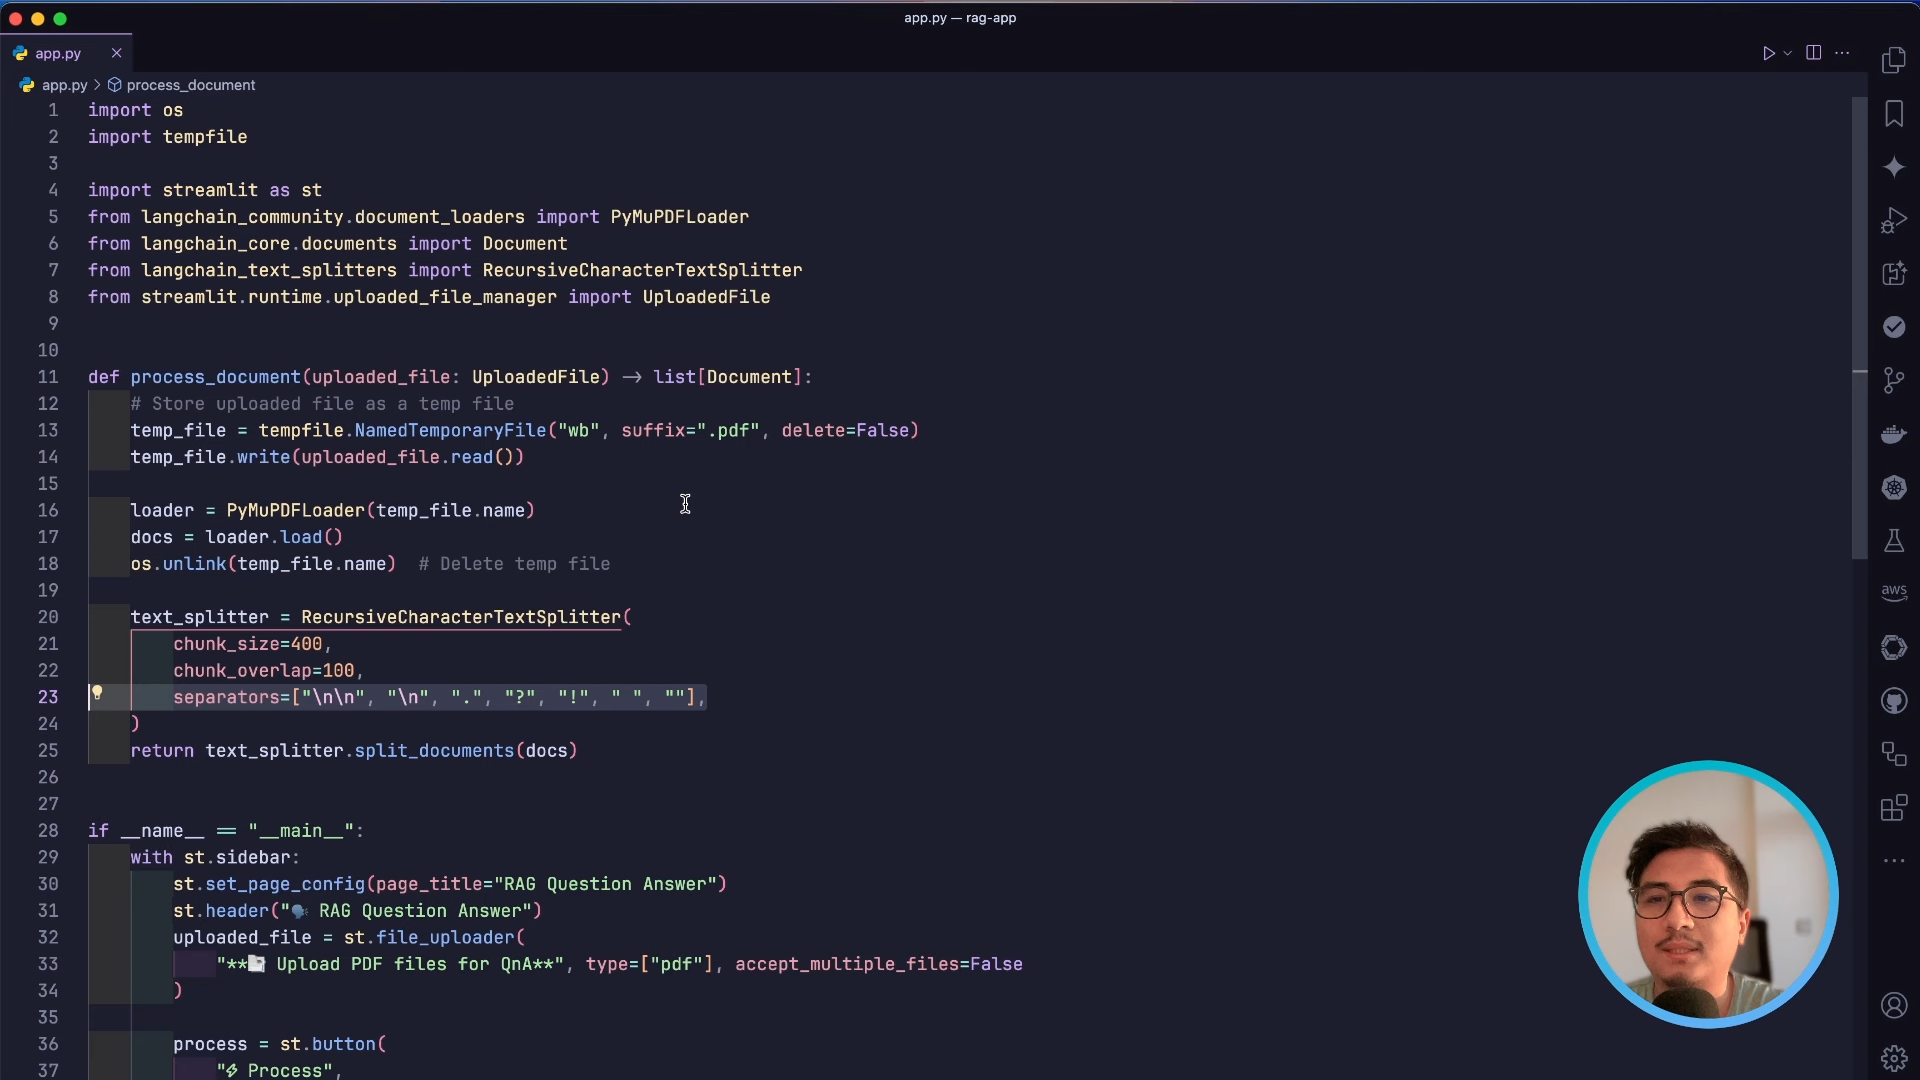 app.py — rag-app
app.py
app.py > process_document
1 import os
2 import tempfile
3
4 import streamlit as st
5 from langchain_community.document_loaders import PyMuPDFLoader
6 from langchain_core.documents import Document
7 from langchain_text_splitters import RecursiveCharacterTextSplitter
8 from streamlit.runtime.uploaded_file_manager import UploadedFile
9
10
11 def process_document(uploaded_file: UploadedFile) -> list[Document]:
12     # Store uploaded file as a temp file
13     temp_file = tempfile.NamedTemporaryFile("wb", suffix=".pdf", delete=False)
14     temp_file.write(uploaded_file.read())
15
16     loader = PyMuPDFLoader(temp_file.name)
17     docs = loader.load()
18     os.unlink(temp_file.name)  # Delete temp file
19
20     text_splitter = RecursiveCharacterTextSplitter(
21         chunk_size=400,
22         chunk_overlap=100,
23         separators=["\n\n", "\n", ".", "?", "!", " ", ""],
24     )
25     return text_splitter.split_documents(docs)
26
27
28 if __name__ == "__main__":
29     with st.sidebar:
30         st.set_page_config(page_title="RAG Question Answer")
31         st.header("🗣️ RAG Question Answer")
32         uploaded_file = st.file_uploader(
33             "**📑 Upload PDF files for QnA**", type=["pdf"], accept_multiple_files=False
34         )
35
36         process = st.button(
37             "⚡️ Process",
aws